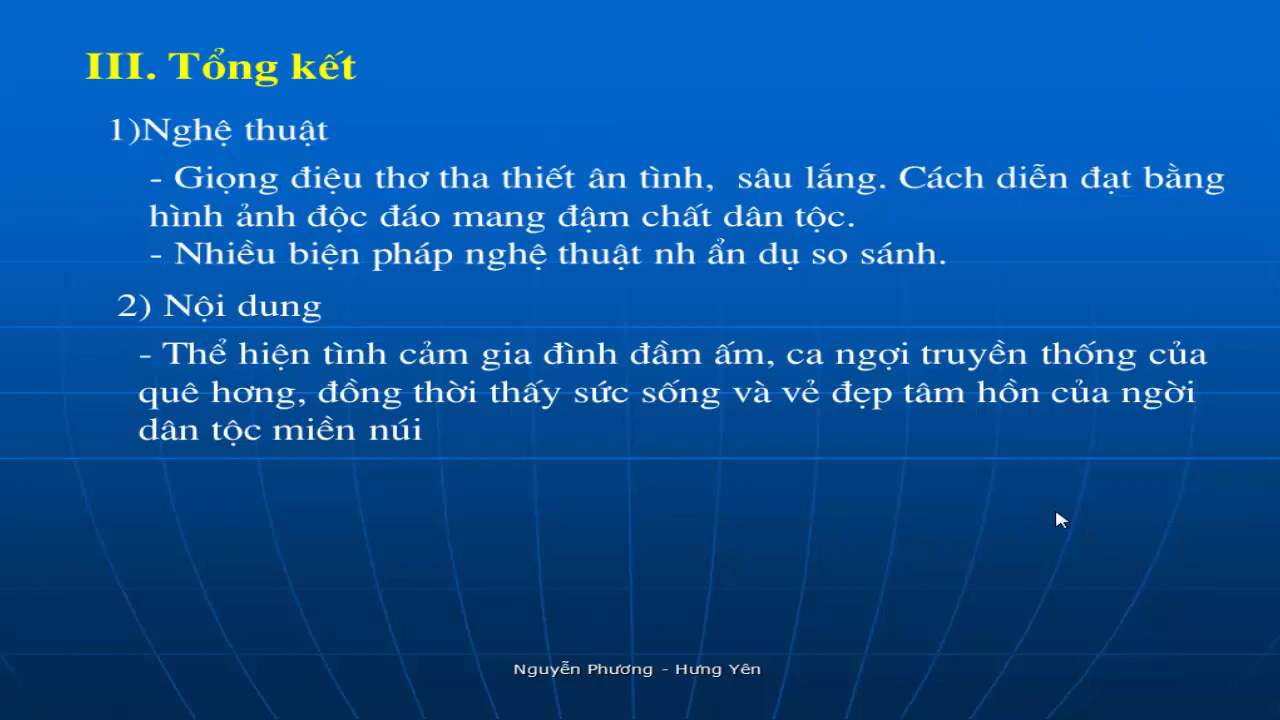 III. Tổng kết
1)Nghệ thuật
- Giọng điệu thơ tha thiết ân tình,  sâu lắng. Cách diễn đạt bằng
hình ảnh độc đáo mang đậm chất dân tộc.
- Nhiều biện pháp nghệ thuật nh ẩn dụ so sánh.
2) Nội dung
- Thể hiện tình cảm gia đình đầm ấm, ca ngợi truyền thống của
quê hơng, đồng thời thấy sức sống và vẻ đẹp tâm hồn của ngời
dân tộc miền núi
Nguyễn Phương - Hưng Yên